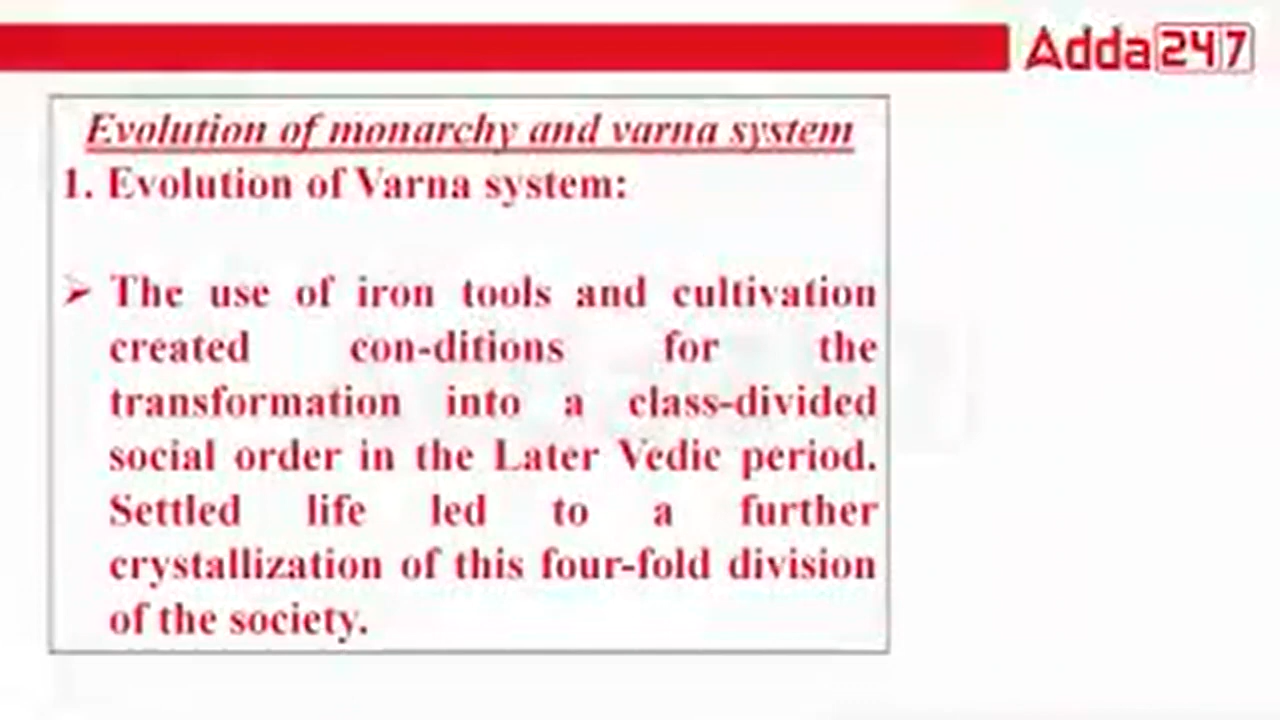 Adda247
Evolution of monarchy and varna system
1. Evolution of Varna system:
➢ The use of iron tools and cultivation
created con-ditions for the
transformation into a class-divided
social order in the Later Vedic period.
Settled life led to a further
crystallization of this four-fold division
of the society.